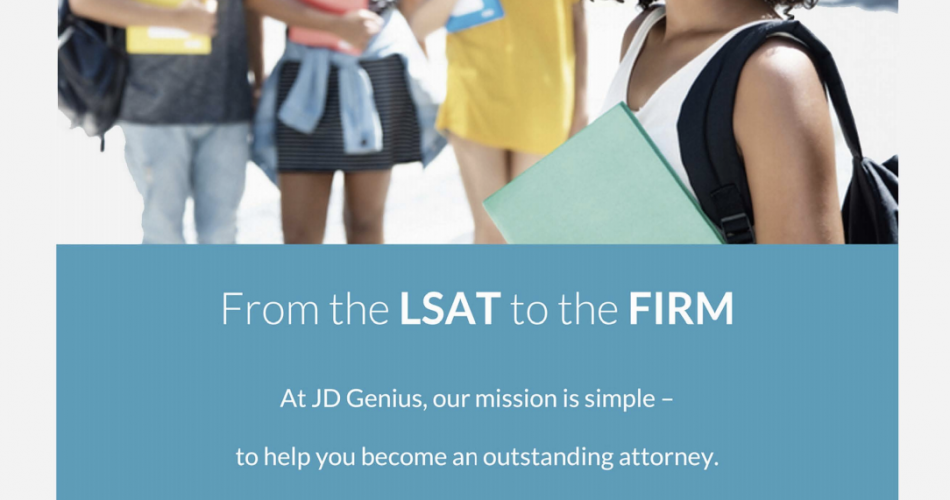 From the LSAT to the FIRM
At JD Genius, our mission is simple –
to help you become an outstanding attorney.